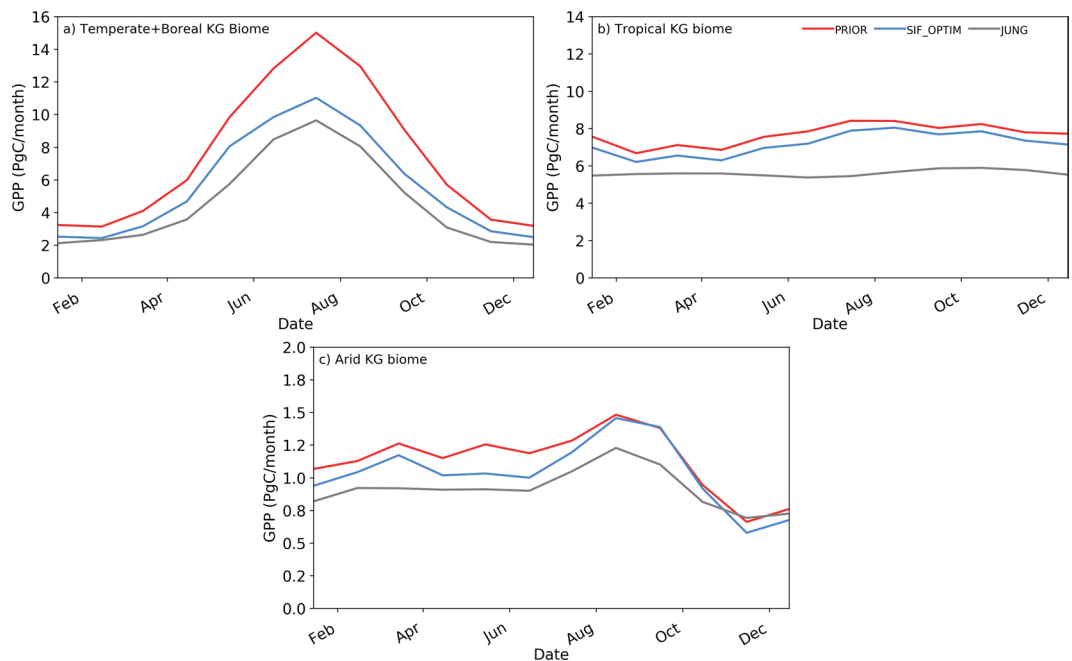 a) Temperate+Boreal KG Biome
16
14
12
10
8
6
4
2
0
GPP (PgC/month)
Feb Apr Jun Aug Oct Dec
Date
b) Tropical KG biome
PRIOR SIF_OPTIM JUNG
14
12
10
8
6
4
2
0
GPP (PgC/month)
Feb Apr Jun Aug Oct Dec
Date
c) Arid KG biome
2.0
1.8
1.5
1.2
1.0
0.8
0.5
0.2
0.0
GPP (PgC/month)
Feb Apr Jun Aug Oct Dec
Date